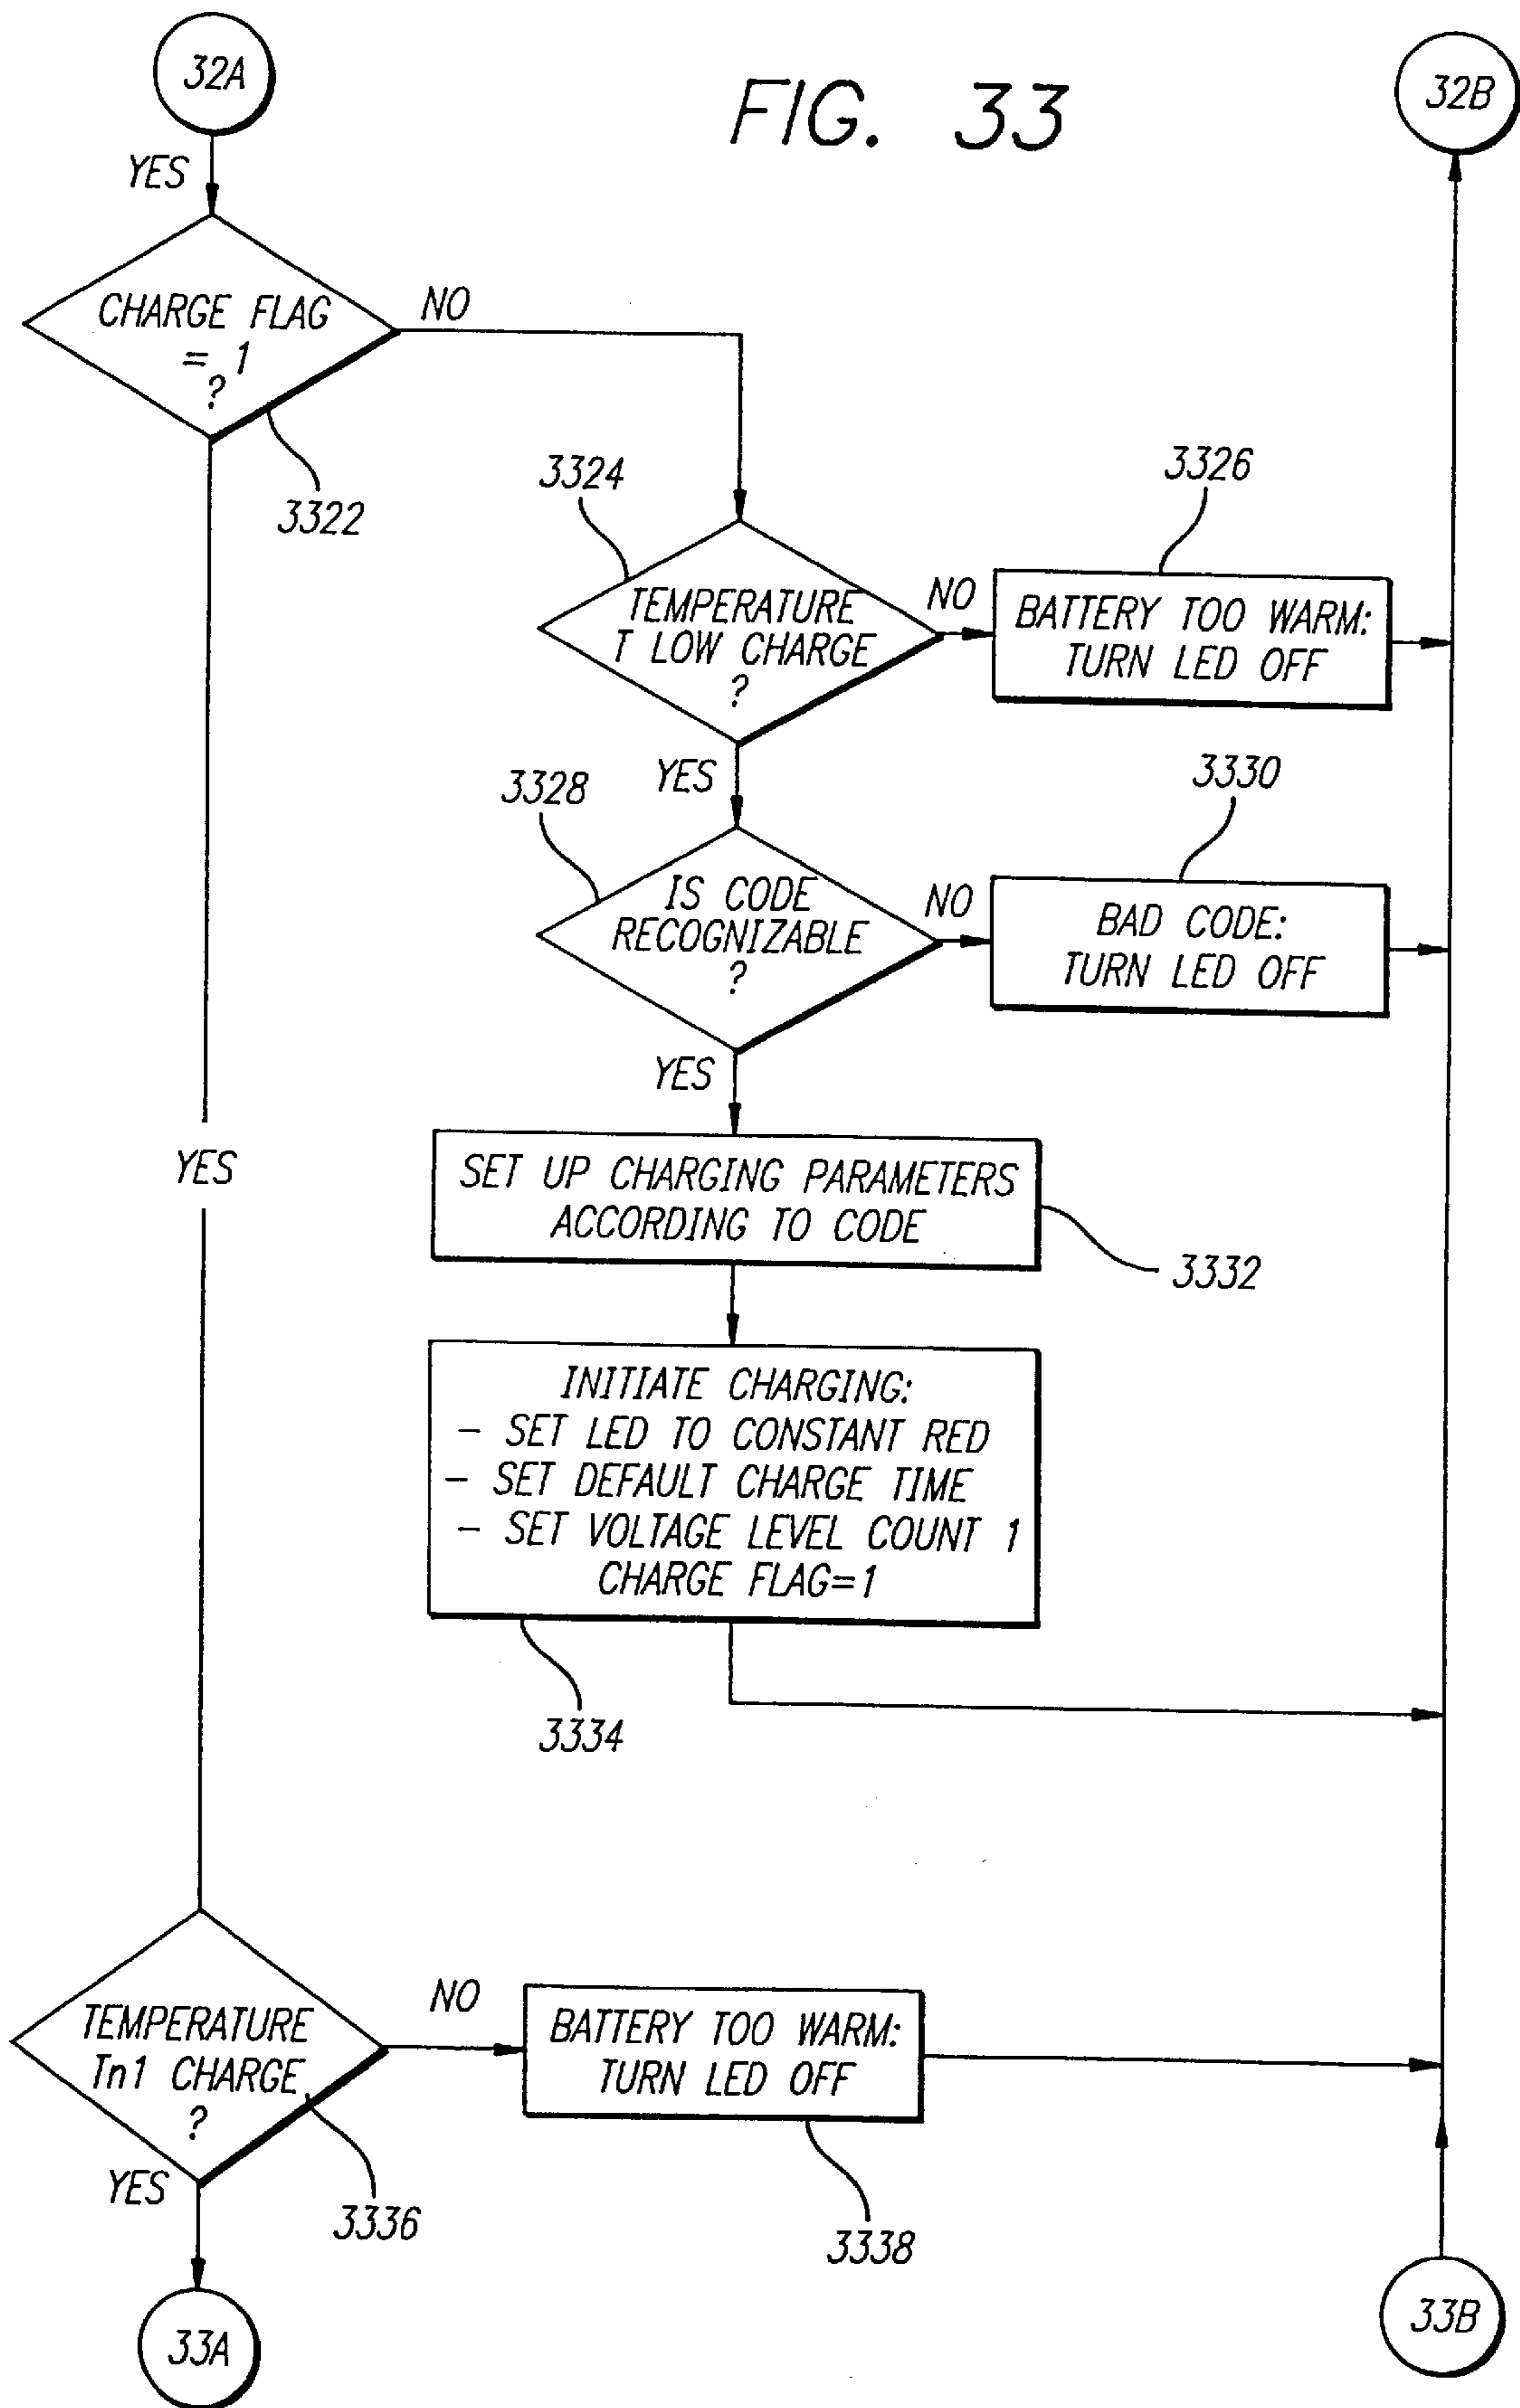 32A
FIG. 33
32B
YES
CHARGE FLAG
= 1
?
NO
3322
3324
3326
TEMPERATURE
T LOW CHARGE
?
NO
BATTERY TOO WARM:
TURN LED OFF
YES
3328
3330
IS CODE
RECOGNIZABLE
?
NO
BAD CODE:
TURN LED OFF
YES
YES
SET UP CHARGING PARAMETERS
ACCORDING TO CODE
3332
INITIATE CHARGING:
- SET LED TO CONSTANT RED
- SET DEFAULT CHARGE TIME
- SET VOLTAGE LEVEL COUNT 1
CHARGE FLAG=1
3334
TEMPERATURE
Tn1 CHARGE
?
NO
BATTERY TOO WARM:
TURN LED OFF
YES
3336
3338
33A
33B